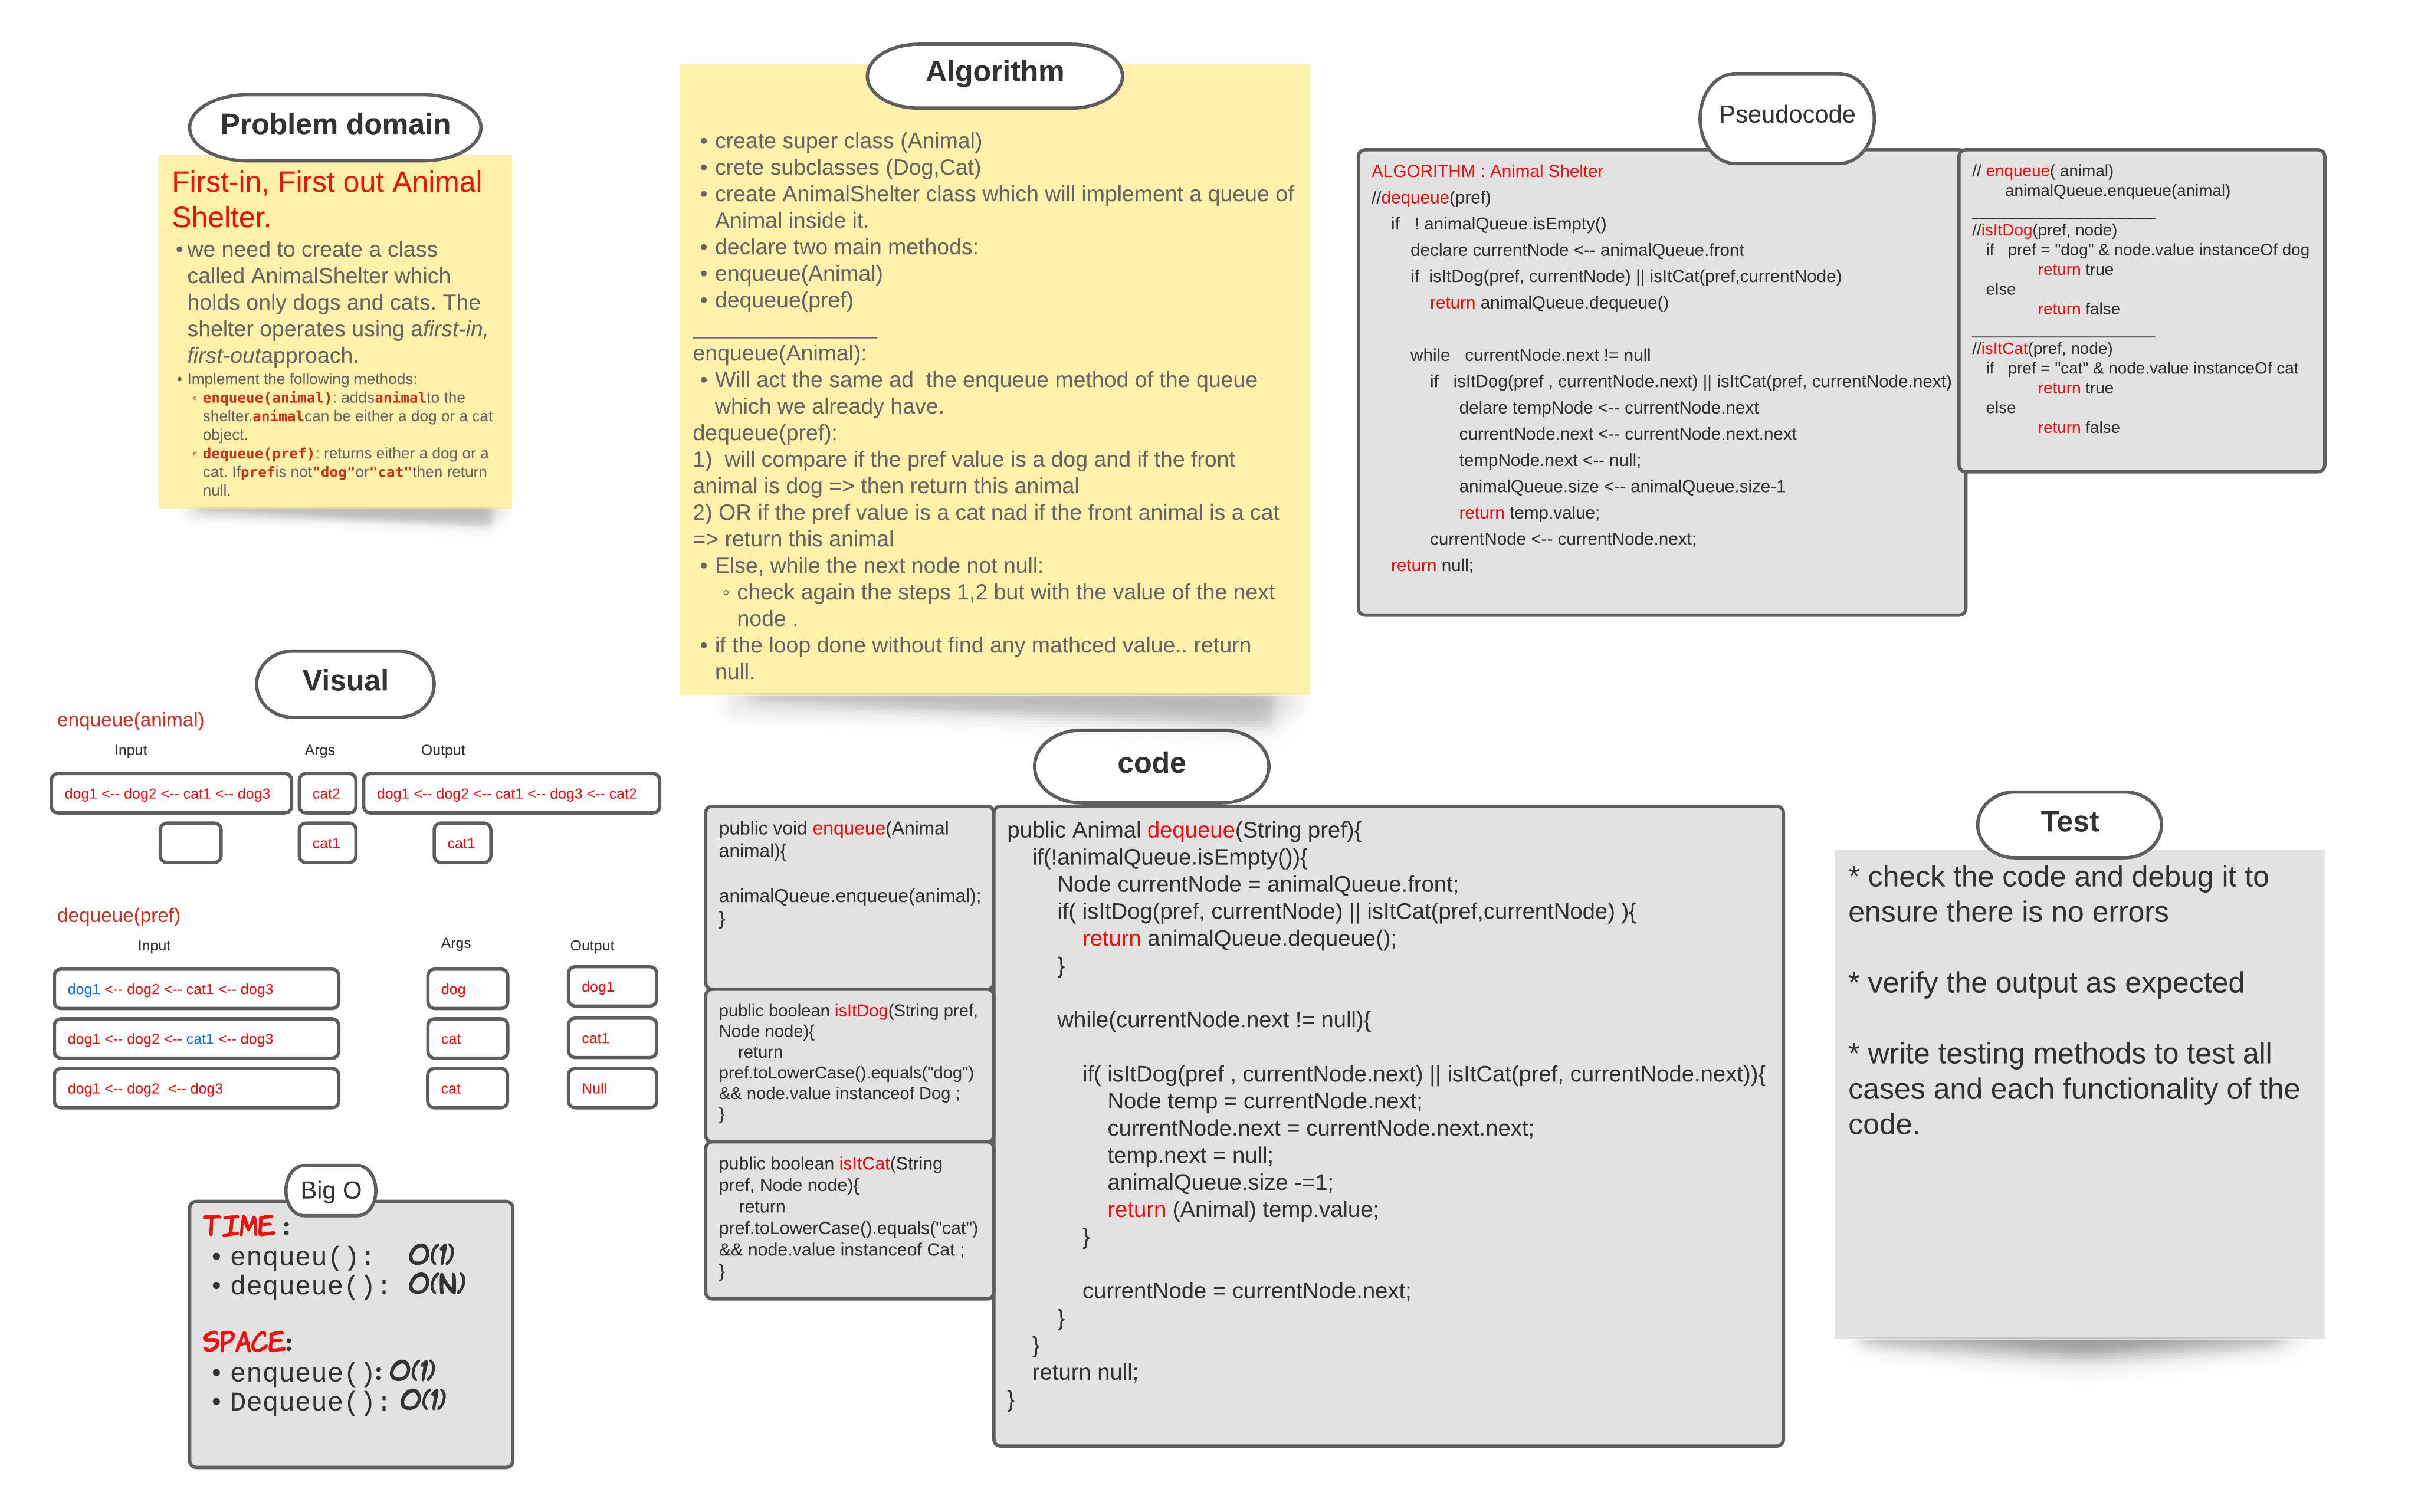 Problem domain
First-in, First out Animal
Shelter.
• we need to create a class
called AnimalShelter which
holds only dogs and cats. The
shelter operates using afirst-in,
first-outapproach.
• Implement the following methods:
◦ enqueue(animal): addsanimalto the
shelter.animalcan be either a dog or a cat
object.
◦ dequeue(pref): returns either a dog or a
cat. Ifprefis not"dog"or"cat"then return
null.
Algorithm
• create super class (Animal)
• crete subclasses (Dog,Cat)
• create AnimalShelter class which will implement a queue of
Animal inside it.
• declare two main methods:
• enqueue(Animal)
• dequeue(pref)
_______________
enqueue(Animal):
• Will act the same ad  the enqueue method of the queue
which we already have.
dequeue(pref):
1)  will compare if the pref value is a dog and if the front
animal is dog => then return this animal
2) OR if the pref value is a cat nad if the front animal is a cat
=> return this animal
• Else, while the next node not null:
◦ check again the steps 1,2 but with the value of the next
node .
• if the loop done without find any mathced value.. return
null.
Pseudocode
ALGORITHM : Animal Shelter
//dequeue(pref)
if   ! animalQueue.isEmpty()
declare currentNode <-- animalQueue.front
if  isItDog(pref, currentNode) || isItCat(pref,currentNode)
return animalQueue.dequeue()
while   currentNode.next != null
if   isItDog(pref , currentNode.next) || isItCat(pref, currentNode.next)
delare tempNode <-- currentNode.next
currentNode.next <-- currentNode.next.next
tempNode.next <-- null;
animalQueue.size <-- animalQueue.size-1
return temp.value;
currentNode <-- currentNode.next;
return null;
// enqueue( animal)
animalQueue.enqueue(animal)
____________________
//isItDog(pref, node)
if   pref = "dog" & node.value instanceOf dog
return true
else
return false
____________________
//isItCat(pref, node)
if   pref = "cat" & node.value instanceOf cat
return true
else
return false
Visual
enqueue(animal)
Input Args Output
dog1 <-- dog2 <-- cat1 <-- dog3 cat2 dog1 <-- dog2 <-- cat1 <-- dog3 <-- cat2
cat1 cat1
dequeue(pref)
Input Args Output
dog1 <-- dog2 <-- cat1 <-- dog3 dog dog1
dog1 <-- dog2 <-- cat1 <-- dog3 cat cat1
dog1 <-- dog2  <-- dog3 cat Null
Big O
TIME :
• enqueu():  O(1)
• dequeue(): O(N)
SPACE:
• enqueue(): O(1)
• Dequeue(): O(1)
code
public void enqueue(Animal
animal){
animalQueue.enqueue(animal);
}
public boolean isItDog(String pref,
Node node){
return
pref.toLowerCase().equals("dog")
&& node.value instanceof Dog ;
}
public boolean isItCat(String
pref, Node node){
return
pref.toLowerCase().equals("cat")
&& node.value instanceof Cat ;
}
public Animal dequeue(String pref){
if(!animalQueue.isEmpty()){
Node currentNode = animalQueue.front;
if( isItDog(pref, currentNode) || isItCat(pref,currentNode) ){
return animalQueue.dequeue();
}
while(currentNode.next != null){
if( isItDog(pref , currentNode.next) || isItCat(pref, currentNode.next)){
Node temp = currentNode.next;
currentNode.next = currentNode.next.next;
temp.next = null;
animalQueue.size -=1;
return (Animal) temp.value;
}
currentNode = currentNode.next;
}
}
return null;
}
Test
* check the code and debug it to
ensure there is no errors
* verify the output as expected
* write testing methods to test all
cases and each functionality of the
code.